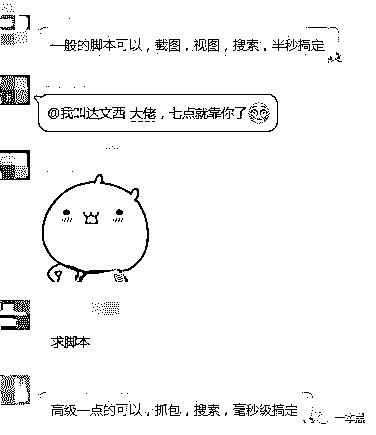 一般的脚本可以，截图，视图，搜索，半秒搞定
@我叫达文西 大佬，七点就靠你了
求脚本
高级一点的可以，抓包，搜索，毫秒级搞定